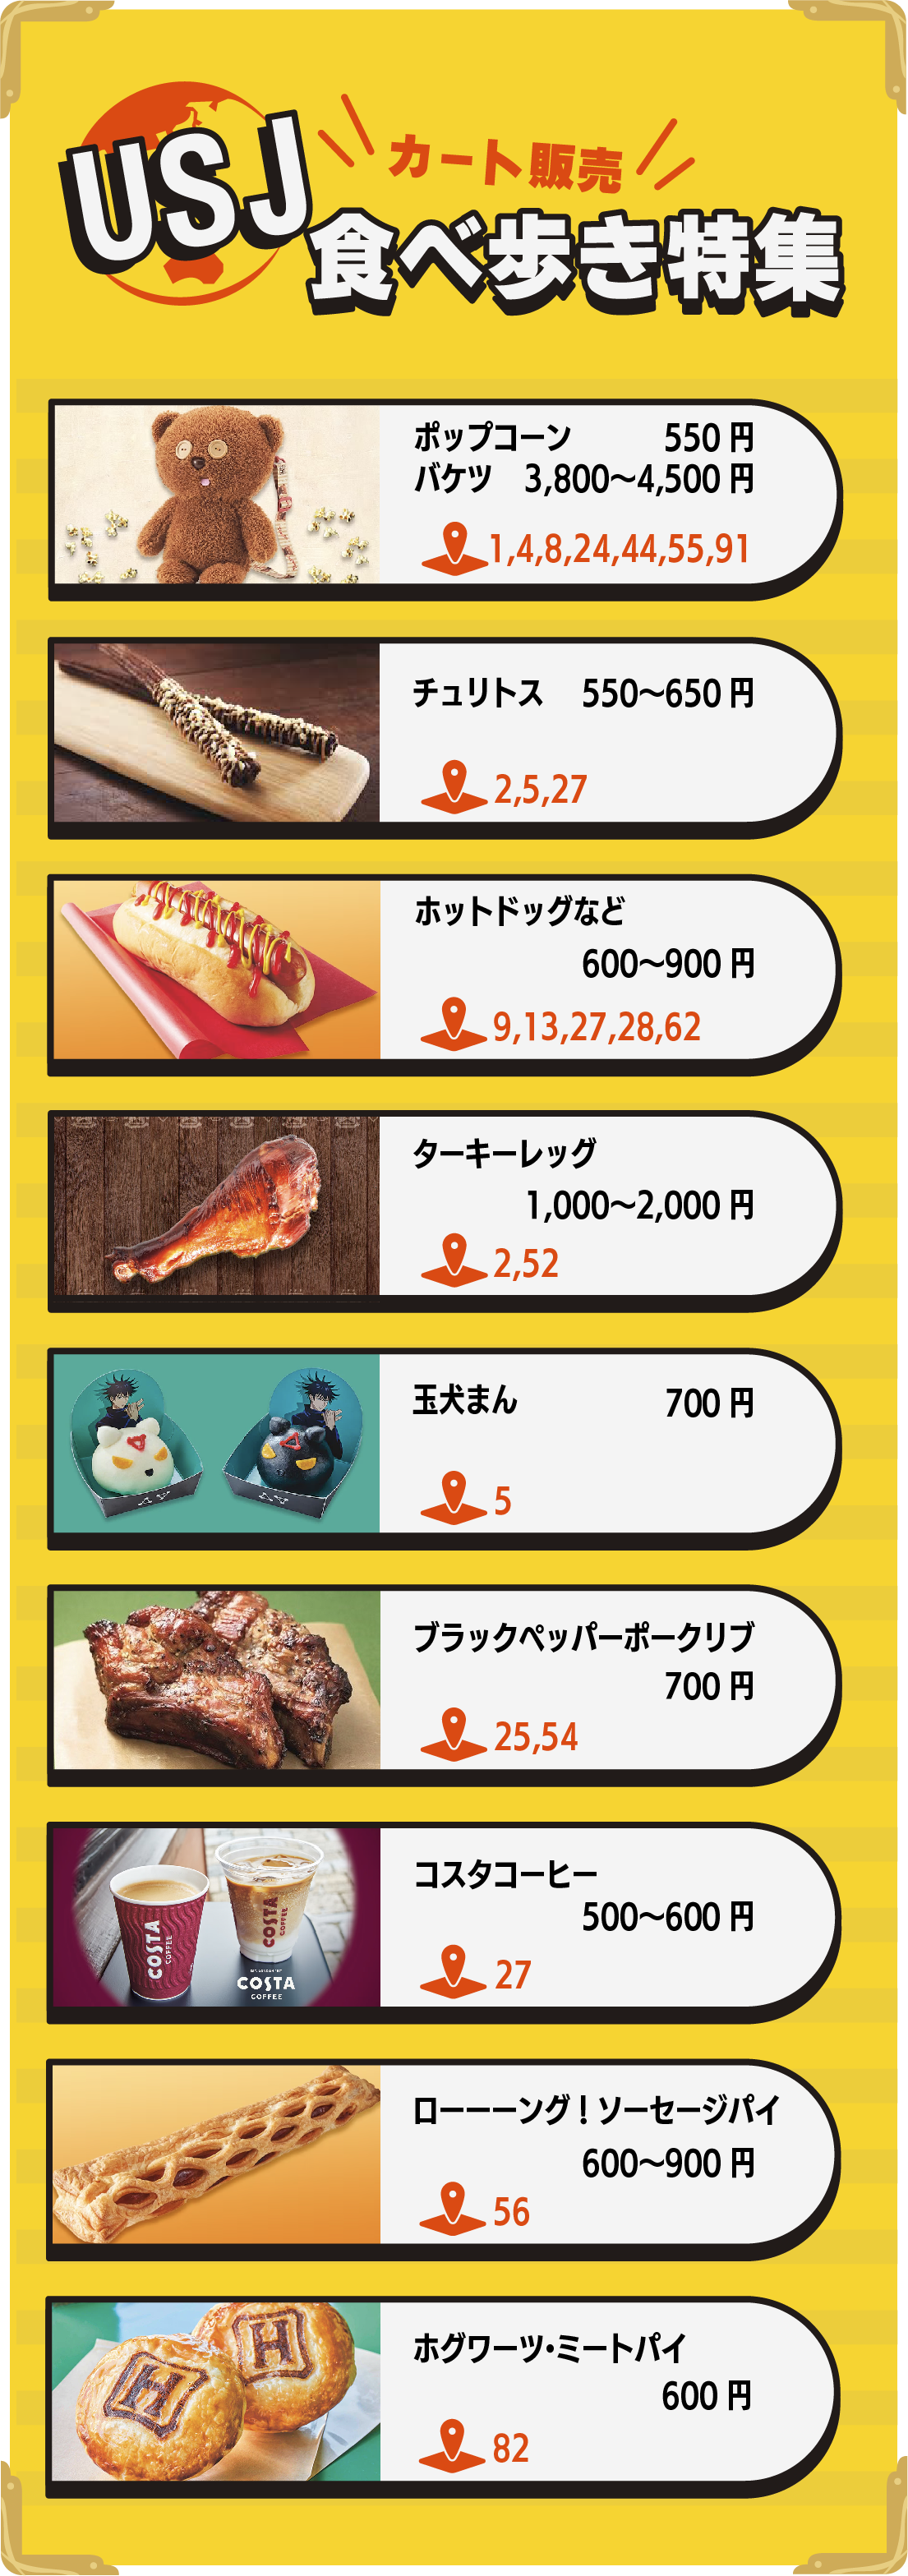 USJ
カート販売
食べ歩き特集
ポップコーン 550 円
バケツ 3,800〜4,500 円
1,4,8,24,44,55,91
チュリトス 550〜650 円
2,5,27
ホットドッグなど
600〜900 円
9,13,27,28,62
ターキーレッグ
1,000〜2,000 円
2,52
玉犬まん 700 円
5
ブラックペッパーポークリブ
700 円
25,54
コスタコーヒー
500〜600 円
27
COSTA
COFFEE
COSTA
COFFEE
COSTA
COFFEE
ローーーング！ソーセージパイ
600〜900 円
56
ホグワーツ・ミートパイ
600 円
82
H
H